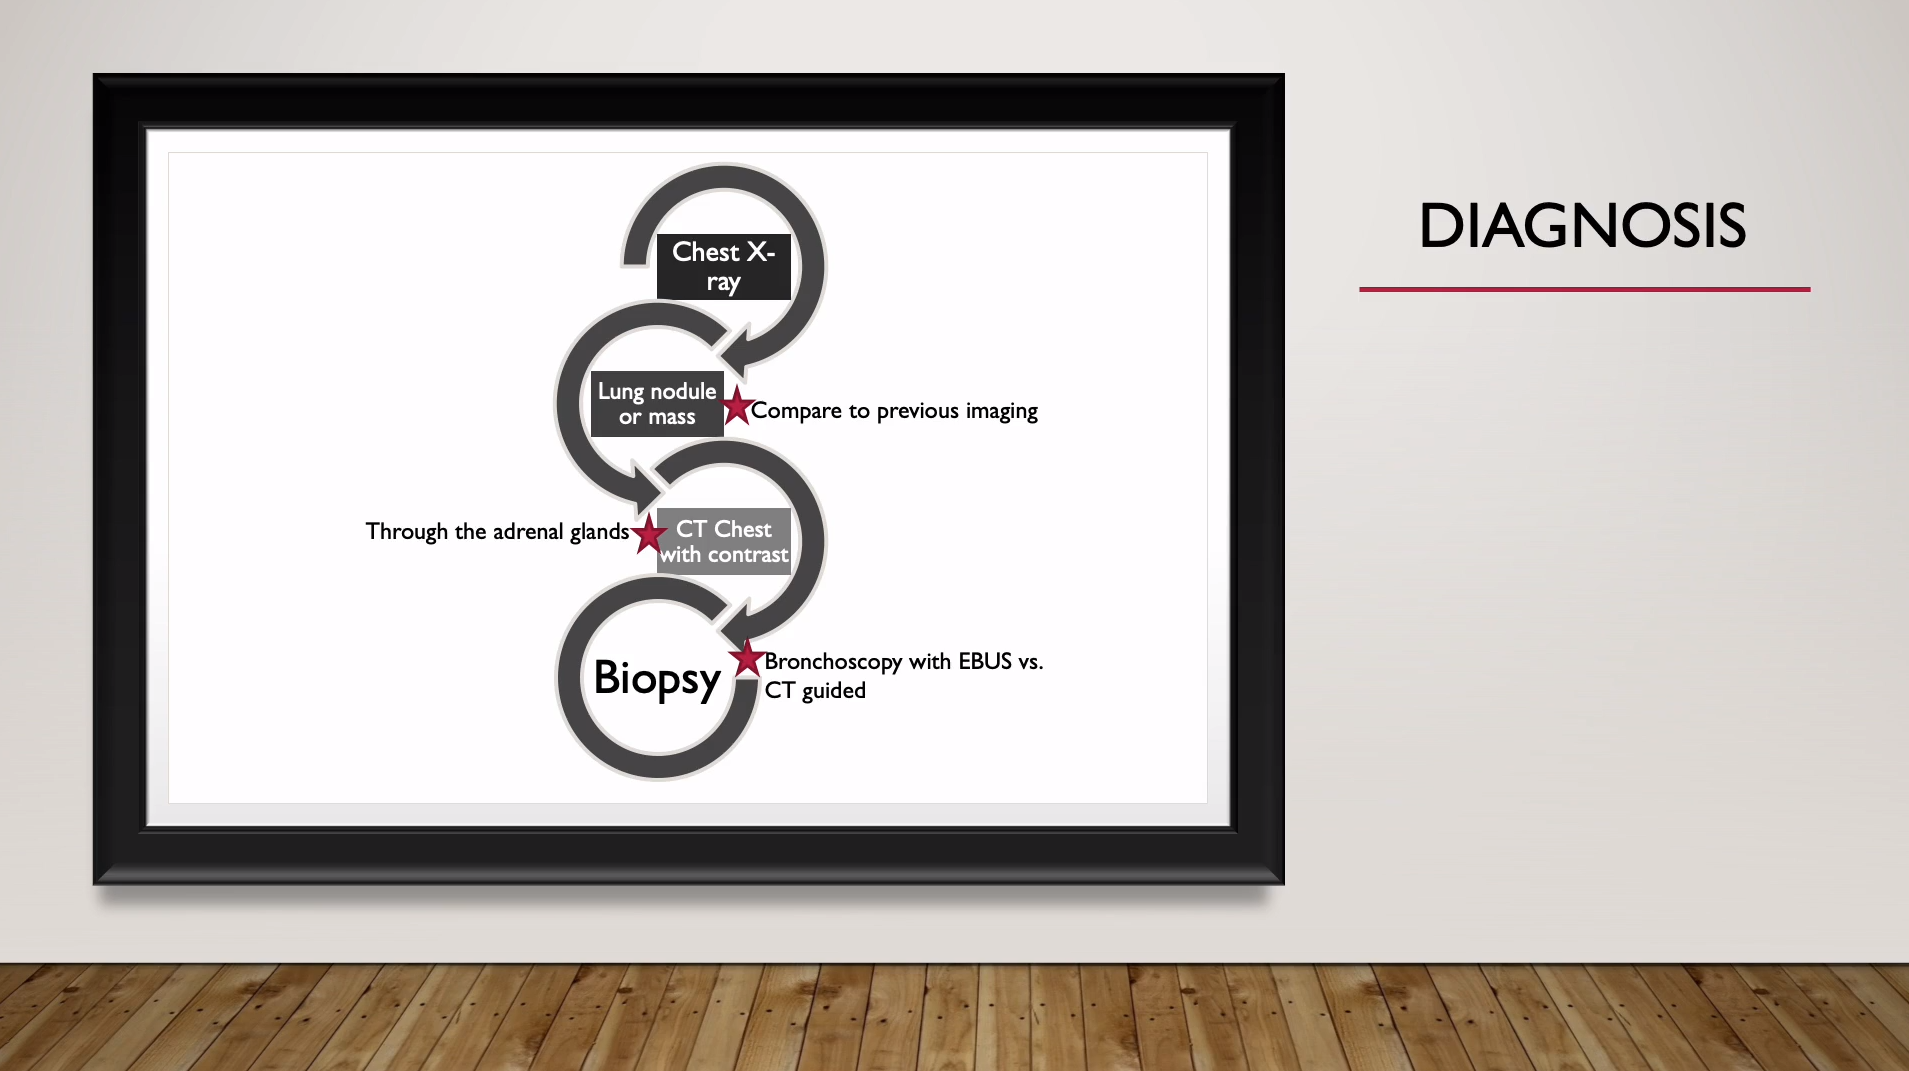 DIAGNOSIS
Chest X-
ray
Lung nodule
or mass
Compare to previous imaging
Through the adrenal glands
CT Chest
with contrast
Biopsy
Bronchoscopy with EBUS vs.
CT guided